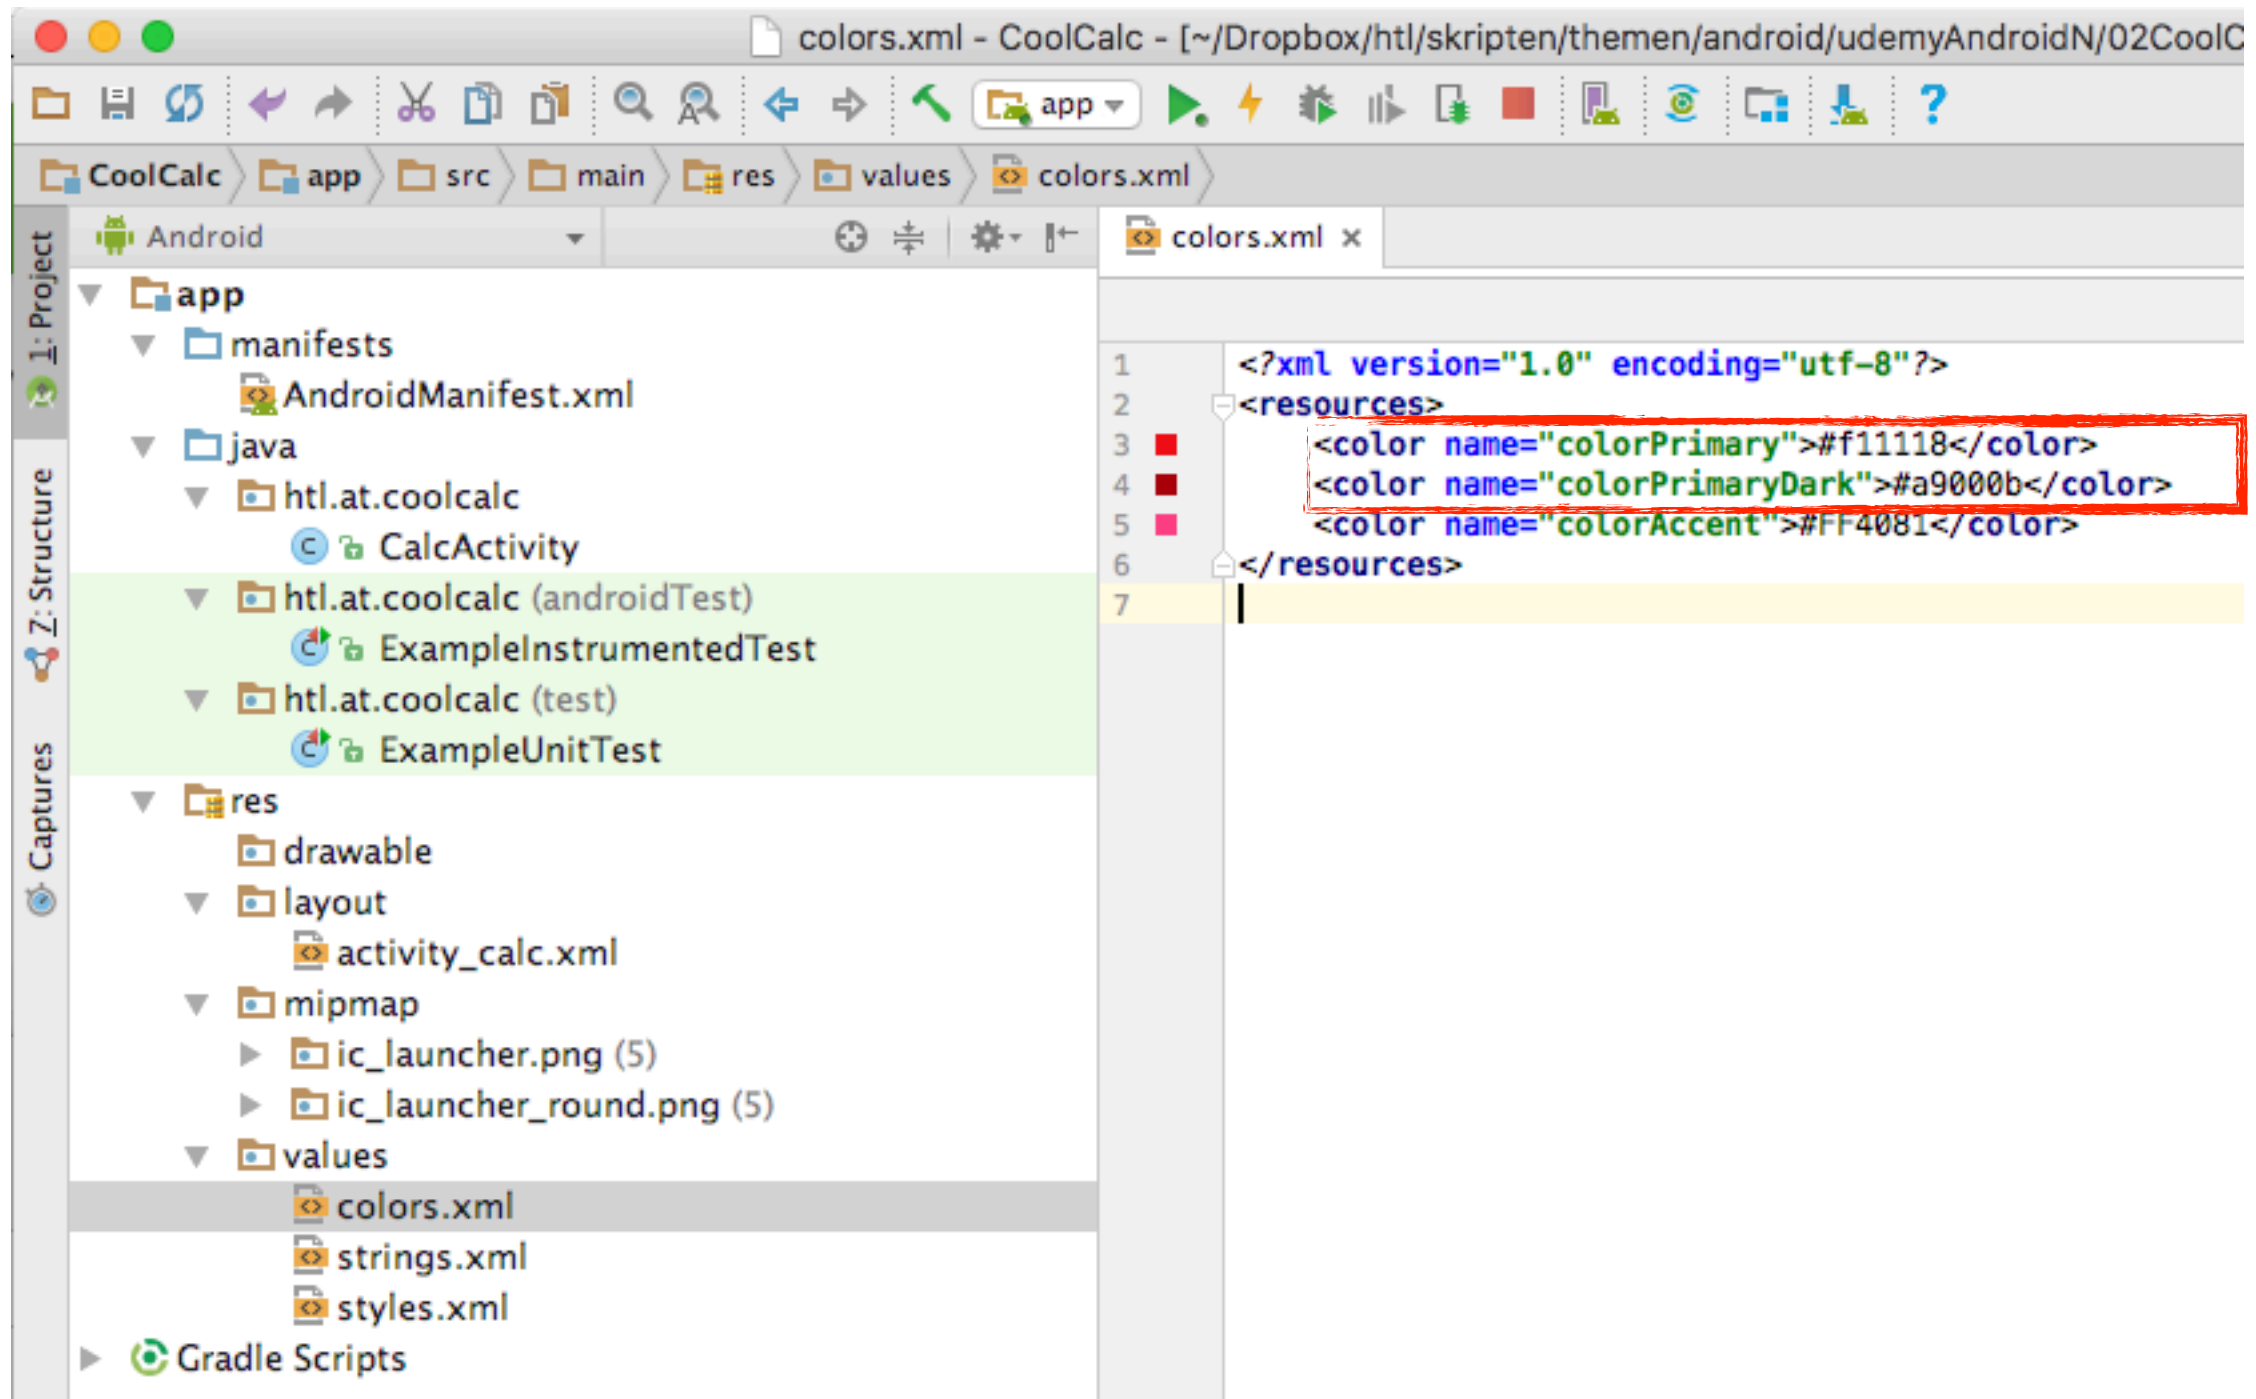 colors.xml - CoolCalc - [~/Dropbox/htl/skripten/themen/android/udemyAndroidN/02CoolC
app
?
CoolCalc app src main res values colors.xml
1: Project
Z: Structure
Captures
Android
app
manifests
AndroidManifest.xml
java
htl.at.coolcalc
CalcActivity
htl.at.coolcalc (androidTest)
ExampleInstrumentedTest
htl.at.coolcalc (test)
ExampleUnitTest
res
drawable
layout
activity_calc.xml
mipmap
ic_launcher.png (5)
ic_launcher_round.png (5)
values
colors.xml
strings.xml
styles.xml
Gradle Scripts
colors.xml
1 <?xml version="1.0" encoding="utf-8"?>
2 <resources>
3 <color name="colorPrimary">#f11118</color>
4 <color name="colorPrimaryDark">#a9000b</color>
5 <color name="colorAccent">#FF4081</color>
6 </resources>
7